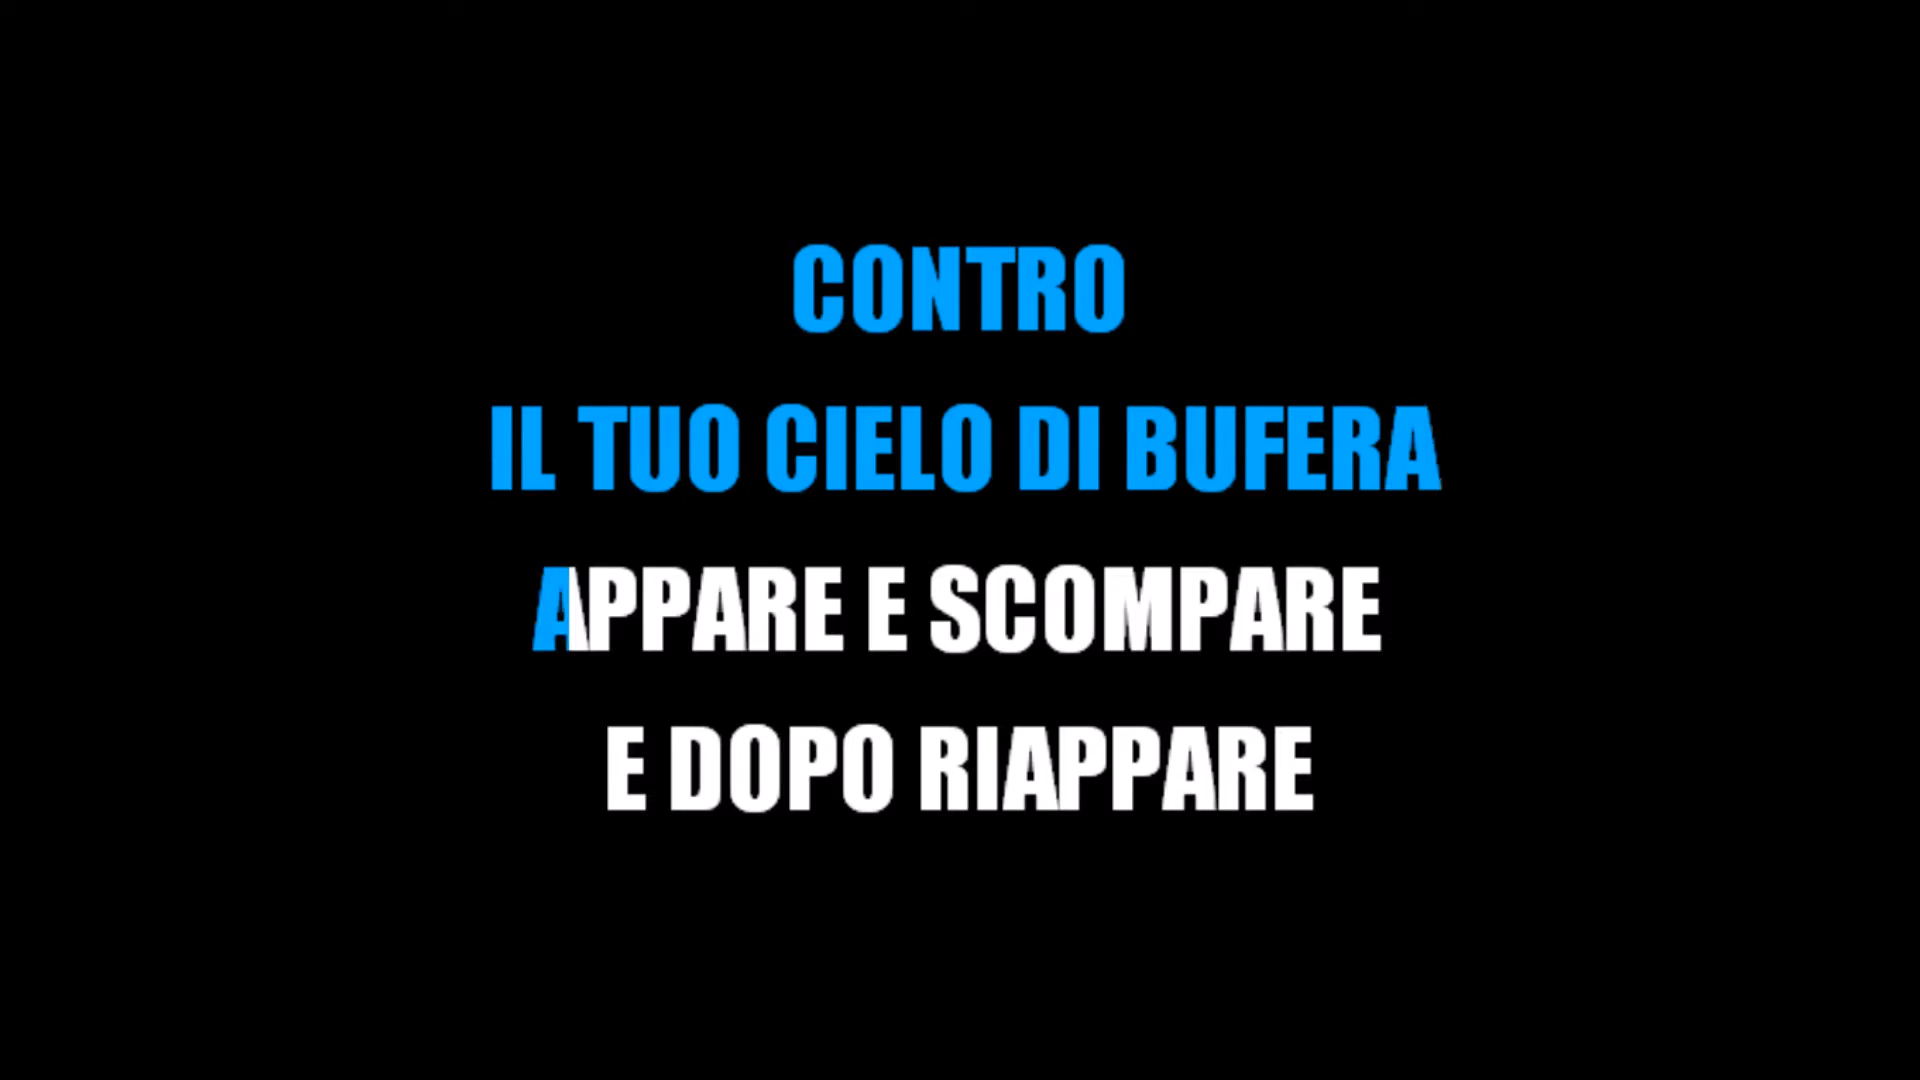 CONTRO
IL TUO CIELO DI BUFERA
APPARE E SCOMPARE
E DOPO RIAPPARE